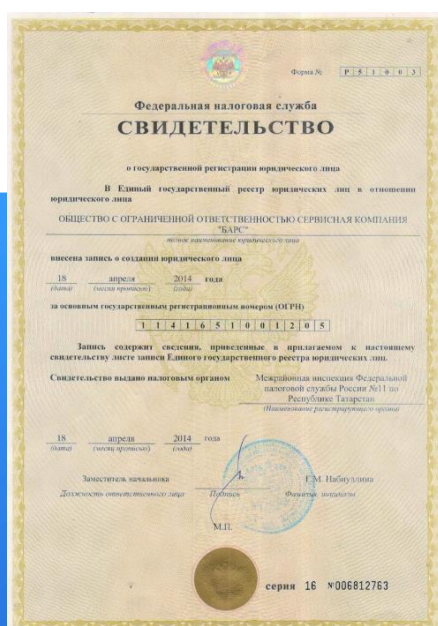 Форма № Р 5 1 0 0 3
Федеральная налоговая служба
СВИДЕТЕЛЬСТВО
о государственной регистрации юридического лица
В Единый государственный реестр юридических лиц в отношении
юридического лица
ОБЩЕСТВО С ОГРАНИЧЕННОЙ ОТВЕТСТВЕННОСТЬЮ СЕРВИСНАЯ КОМПАНИЯ
"БАРС"
полное наименование юридического лица
внесена запись о создании юридического лица
18 апреля 2014 года
(дата) (месяц прописью) (год)
за основным государственным регистрационным номером (ОГРН)
1 1 4 1 6 5 1 0 0 1 2 0 5
Запись содержит сведения, приведенные в прилагаемом к настоящему
свидетельству листе записи Единого государственного реестра юридических лиц.
Свидетельство выдано налоговым органом Межрайонная инспекция Федеральной
налоговой службы России №11 по
Республике Татарстан
(Наименование регистрирующего органа)
18 апреля 2014 года
(дата) (месяц прописью) (год)
Заместитель начальника Г.М. Набиуллина
Должность ответственного лица Подпись Фамилия, инициалы
М.П.
серия 16 №006812763